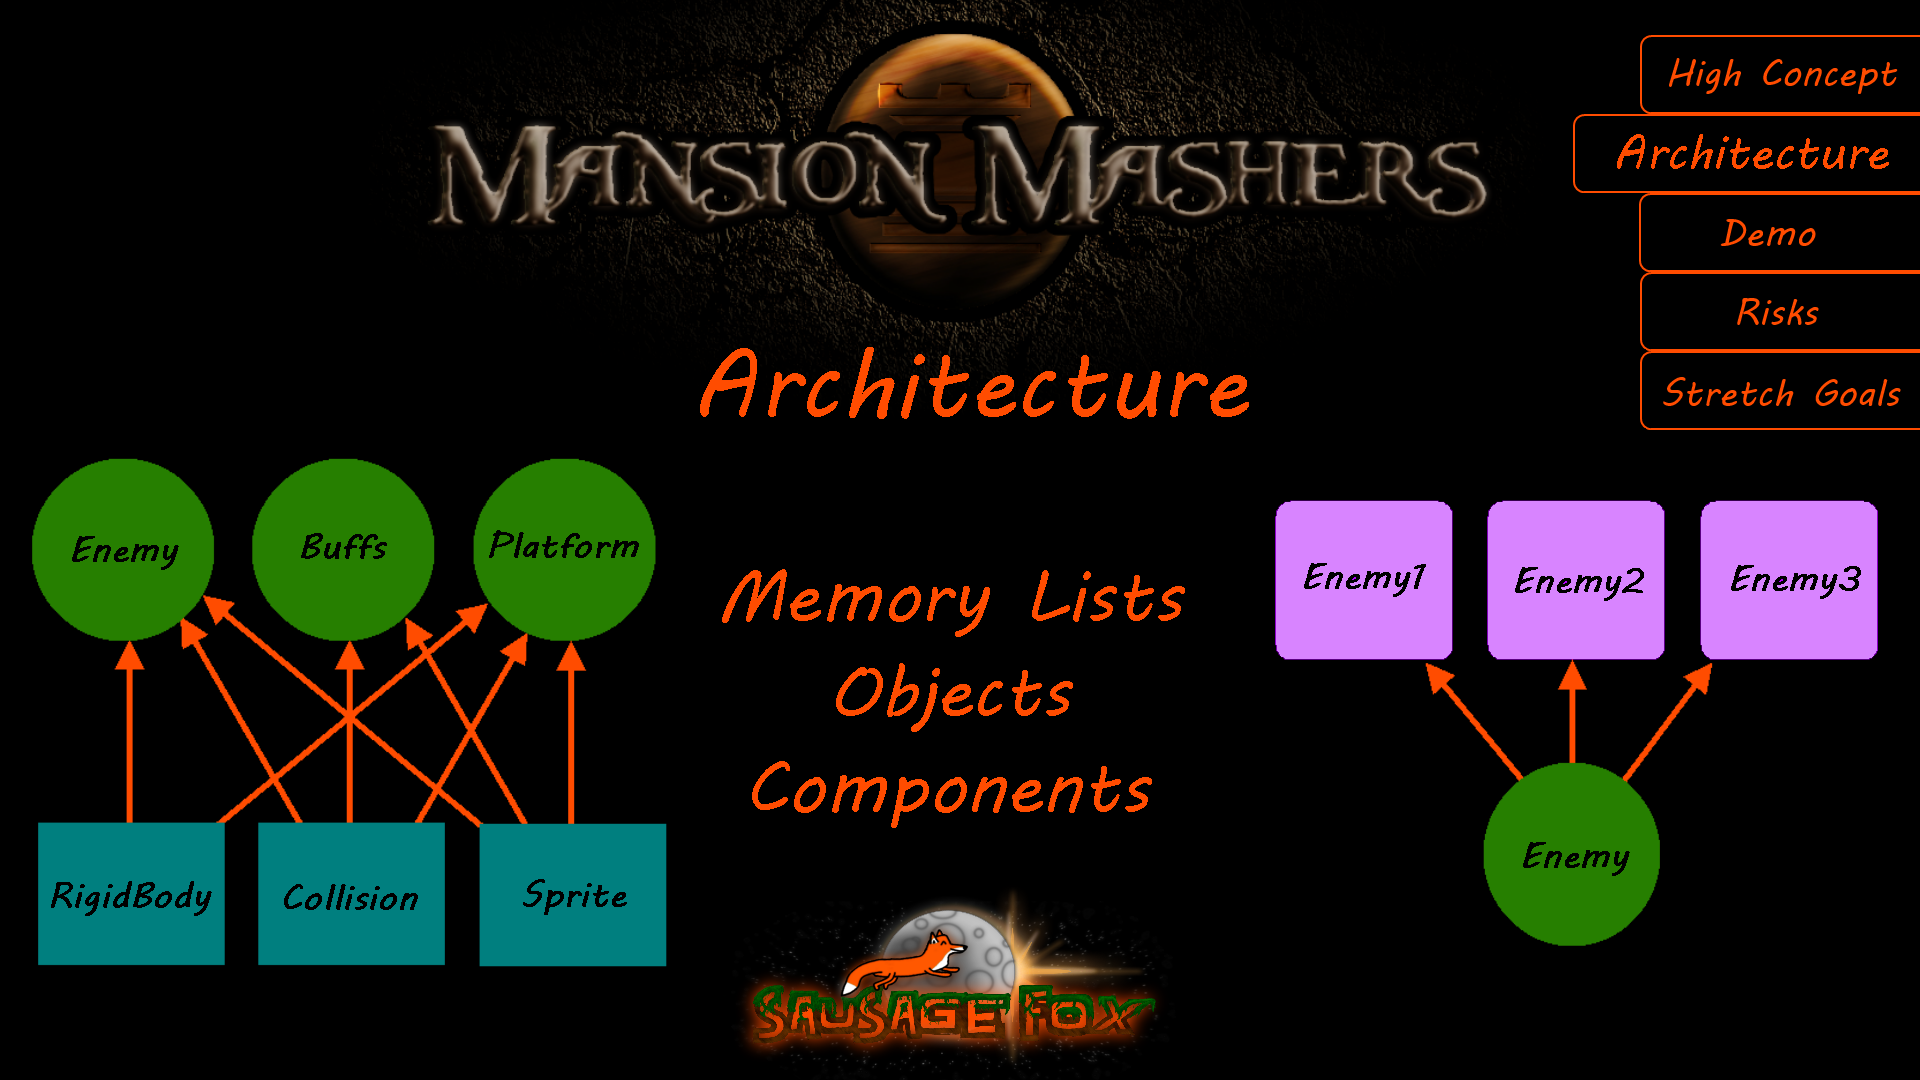 Mansion Mashers
High Concept
Architecture
Demo
Risks
Stretch Goals
Architecture
Enemy
Buffs
Platform
RigidBody
Collision
Sprite
Memory Lists
Objects
Components
Enemy1
Enemy2
Enemy3
Enemy
Sausage Fox